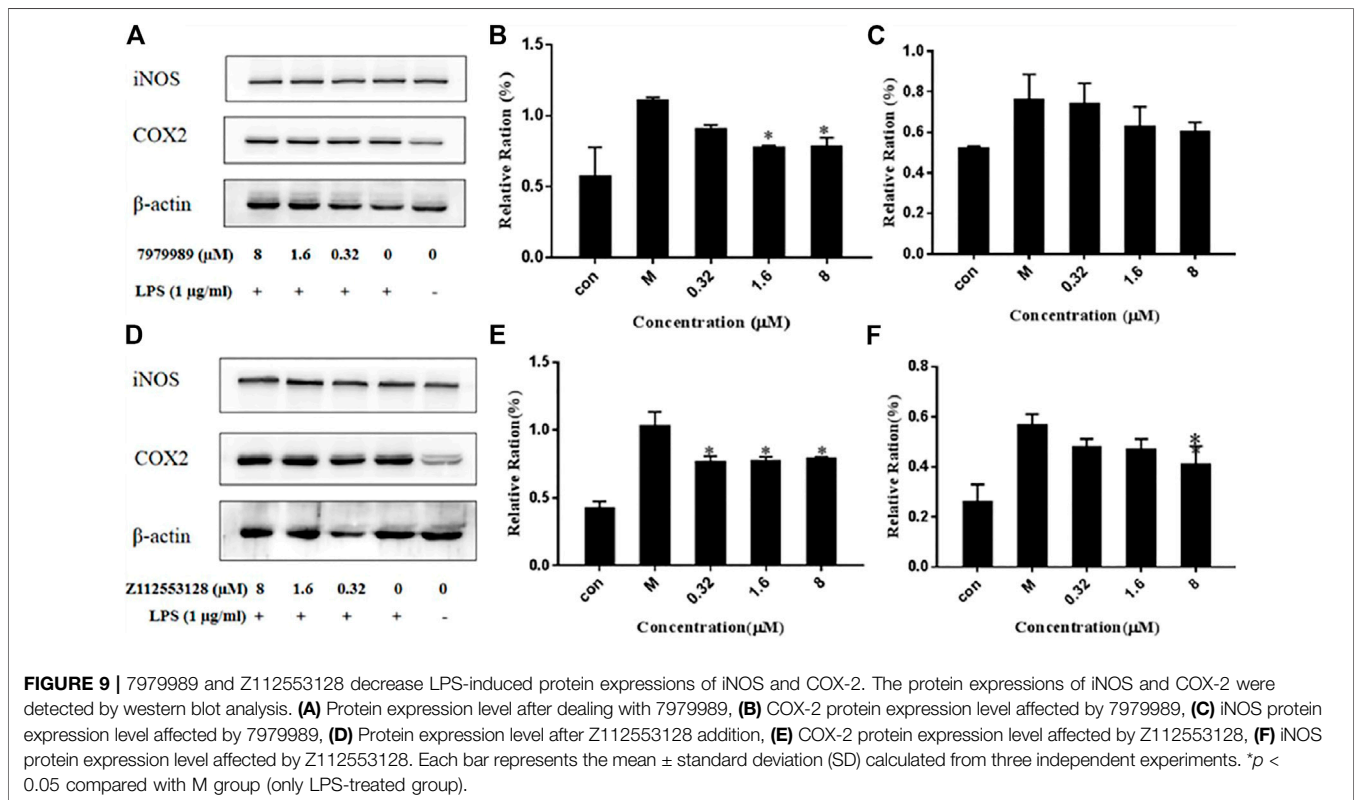 A
iNOS
COX2
β-actin
7979989 (μM) 8 1.6 0.32 0 0
LPS (1 μg/ml) + + + + -
B
Relative Ration (%)
1.5
1.0
0.5
0.0
* *
con M 0.32 1.6 8
Concentration (μM)
C
Relative Ration (%)
1.0
0.8
0.6
0.4
0.2
0.0
con M 0.32 1.6 8
Concentration (μM)
D
iNOS
COX2
β-actin
Z112553128 (μM) 8 1.6 0.32 0 0
LPS (1 μg/ml) + + + + -
E
Relative Ration(%)
1.5
1.0
0.5
0.0
* * *
con M 0.32 1.6 8
Concentration(μM)
F
Relative Ration(%)
0.8
0.6
0.4
0.2
0.0
*
*
con M 0.32 1.6 8
Concentration(μM)
FIGURE 9 | 7979989 and Z112553128 decrease LPS-induced protein expressions of iNOS and COX-2. The protein expressions of iNOS and COX-2 were
detected by western blot analysis. (A) Protein expression level after dealing with 7979989, (B) COX-2 protein expression level affected by 7979989, (C) iNOS protein
expression level affected by 7979989, (D) Protein expression level after Z112553128 addition, (E) COX-2 protein expression level affected by Z112553128, (F) iNOS
protein expression level affected by Z112553128. Each bar represents the mean ± standard deviation (SD) calculated from three independent experiments. *p <
0.05 compared with M group (only LPS-treated group).